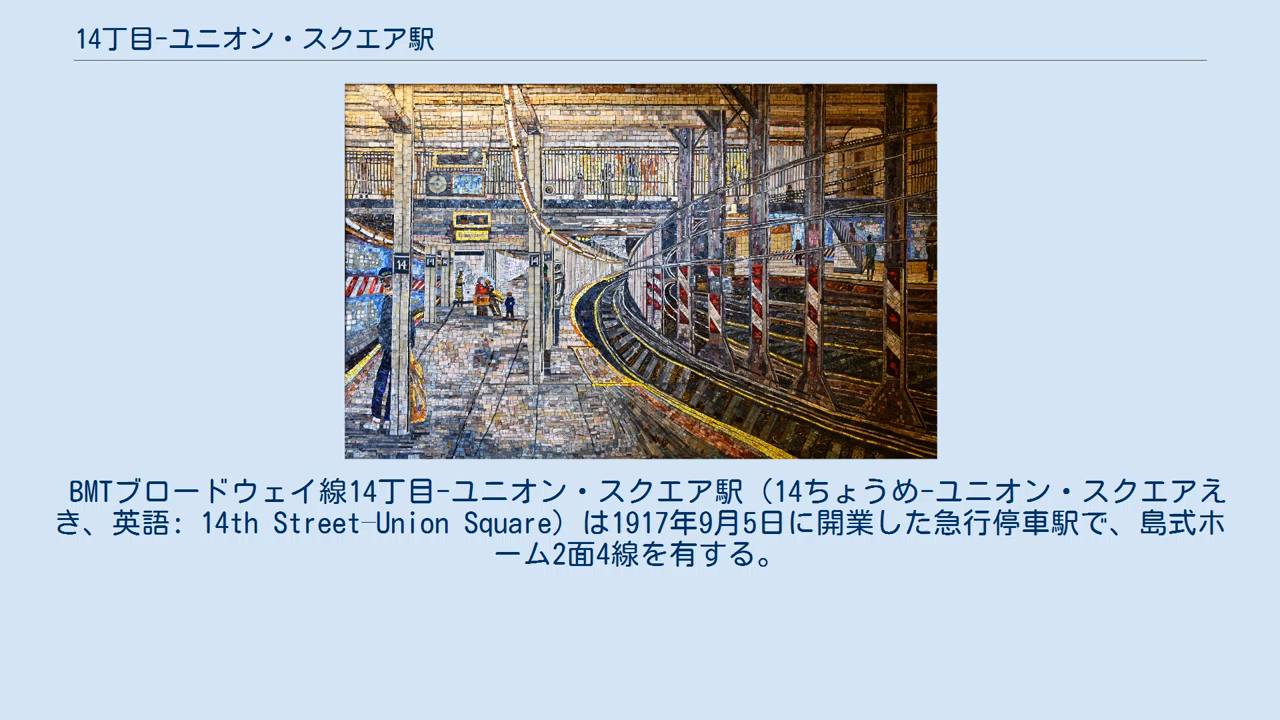 14丁目-ユニオン・スクエア駅
14
BMTブロードウェイ線14丁目-ユニオン・スクエア駅（14ちょうめ-ユニオン・スクエアえ
き、英語: 14th Street–Union Square）は1917年9月5日に開業した急行停車駅で、島式ホ
ーム2面4線を有する。